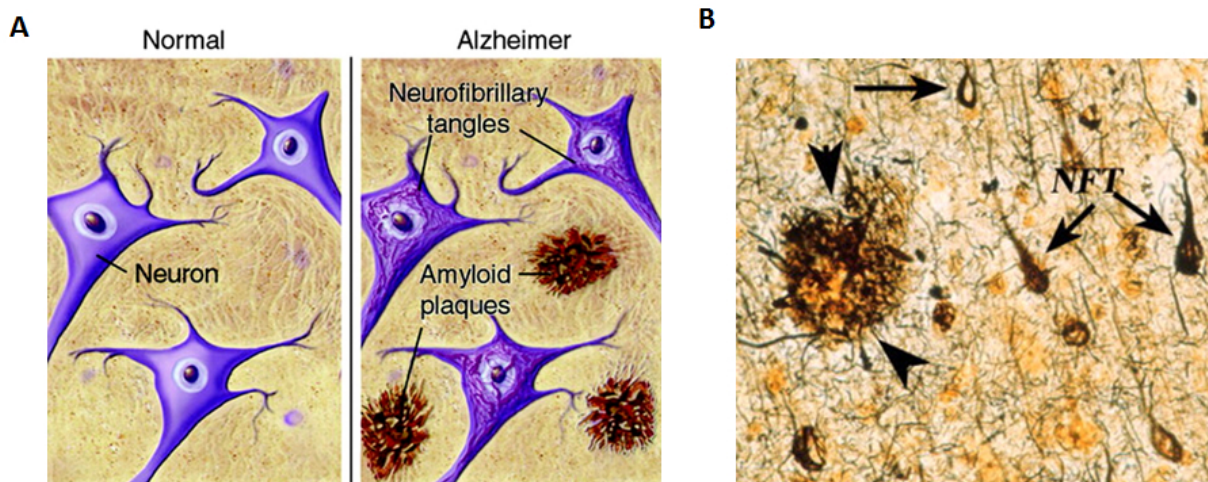 A
Normal
Alzheimer
Neurofibrillary
tangles
Neuron
Amyloid
plaques
B
NFT